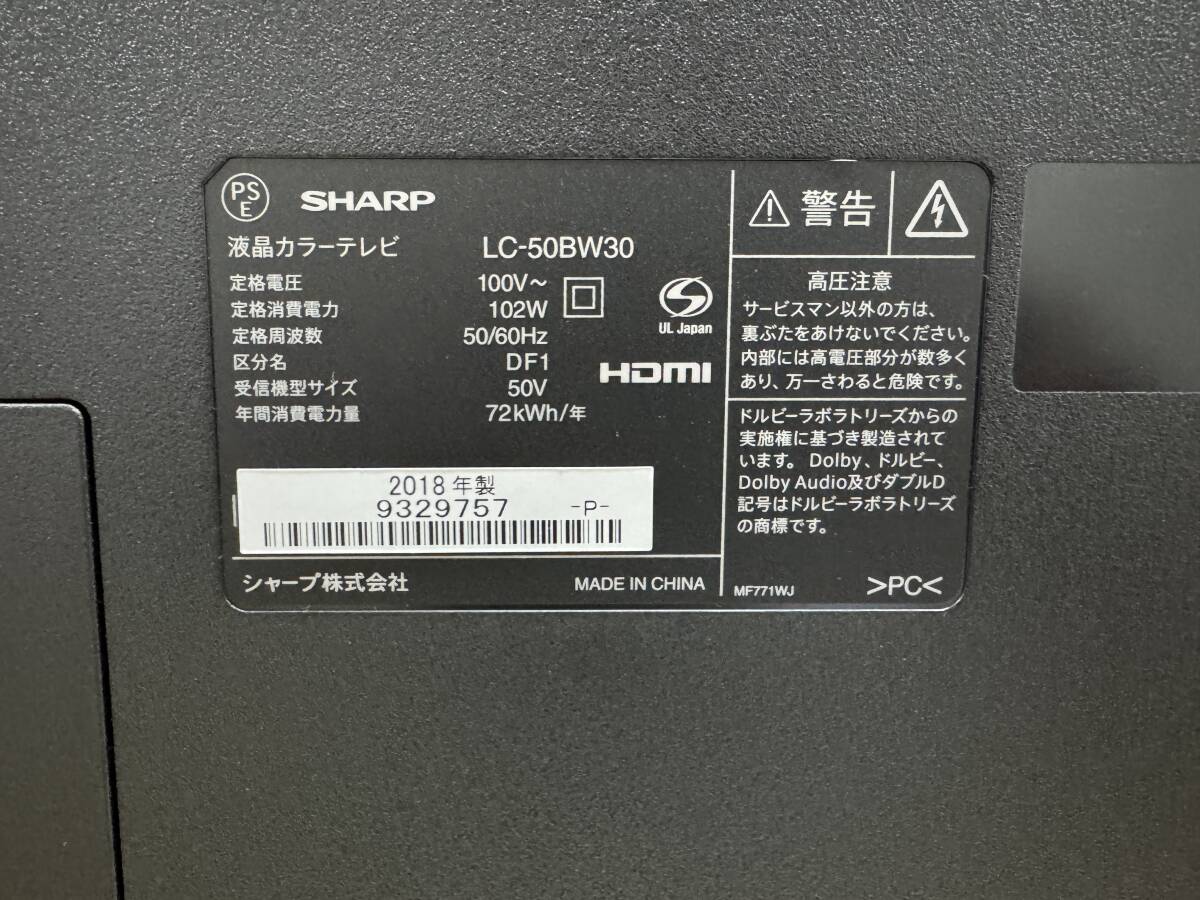 PS
E
SHARP
液晶カラーテレビ LC-50BW30
定格電圧 100V～
定格消費電力 102W
定格周波数 50/60Hz
区分名 DF1
受信機型サイズ 50V
年間消費電力量 72kWh/年
UL Japan
HDMI
2018 年製
9329757 -P-
シャープ株式会社 MADE IN CHINA
警告
高圧注意
サービスマン以外の方は、
裏ぶたをあけないでください。
内部には高電圧部分が数多く
あり、万一さわると危険です。
ドルビーラボラトリーズからの
実施権に基づき製造されて
います。Dolby、ドルビー、
Dolby Audio及びダブルD
記号はドルビーラボラトリーズ
の商標です。
MF771WJ >PC<